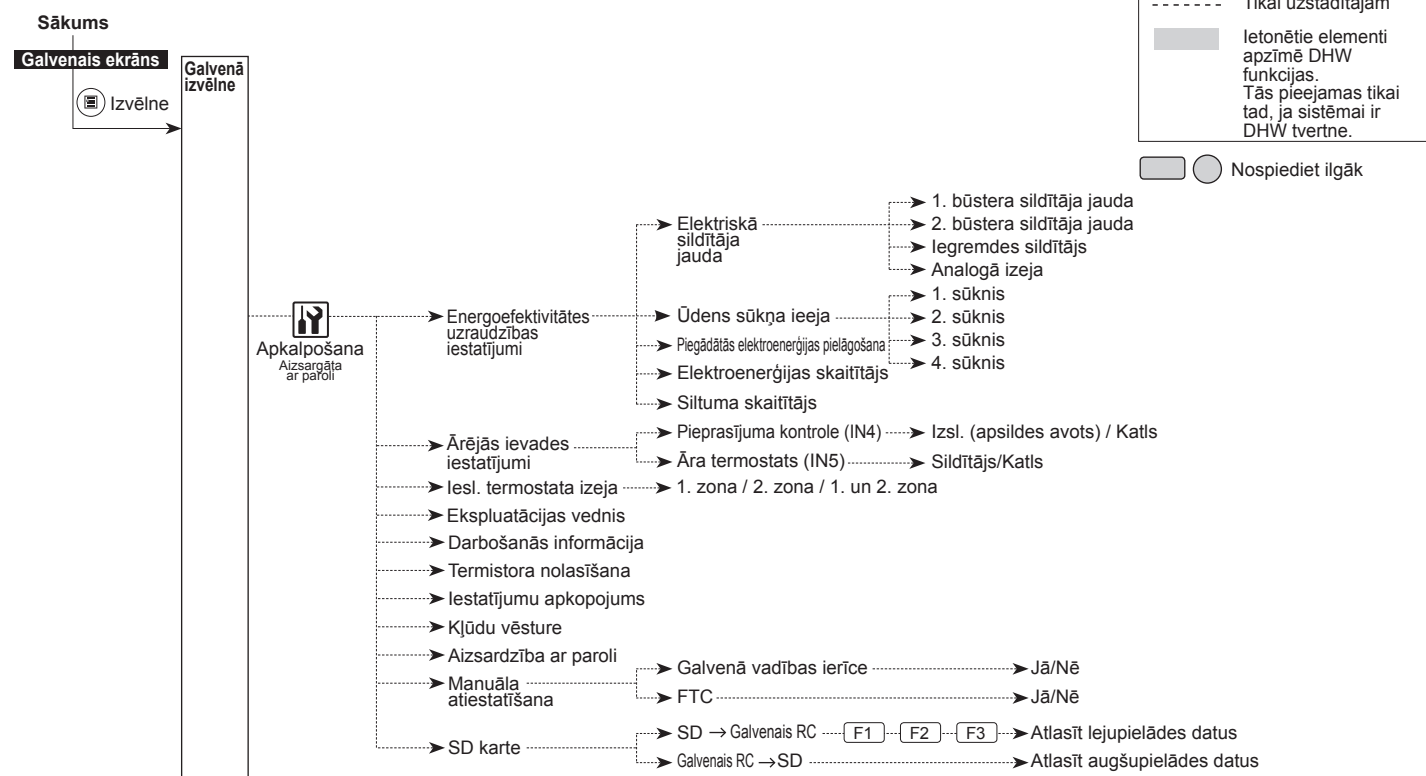 Tikai uzstādītājam
Sākums
Galvenais ekrāns
Izvēlne
Galvenā
izvēlne
Ietonētie elementi
apzīmē DHW
funkcijas.
Tās pieejamas tikai
tad, ja sistēmai ir
DHW tvertne.
Nospiediet ilgāk
Apkalpošana
Aizsargāta
ar paroli
Energoefektivitātes
uzraudzības
iestatījumi
Elektriskā
sildītāja
jauda
1. būstera sildītāja jauda
2. būstera sildītāja jauda
Iegremdes sildītājs
Analogā izeja
Ūdens sūkņa ieeja
1. sūknis
2. sūknis
3. sūknis
4. sūknis
Piegādātās elektroenerģijas pielāgošana
Elektroenerģijas skaitītājs
Siltuma skaitītājs
Ārējās ievades
iestatījumi
Pieprasījuma kontrole (IN4) Izsl. (apsildes avots) / Katls
Āra termostats (IN5) Sildītājs/Katls
Iesl. termostata izeja 1. zona / 2. zona / 1. un 2. zona
Ekspluatācijas vednis
Darbošanās informācija
Termistora nolasīšana
Iestatījumu apkopojums
Kļūdu vēsture
Aizsardzība ar paroli
Manuāla
atiestatīšana
Galvenā vadības ierīce Jā/Nē
FTC Jā/Nē
SD karte
SD → Galvenais RC F1 F2 F3 Atlasīt lejupielādes datus
Galvenais RC → SD Atlasīt augšupielādes datus